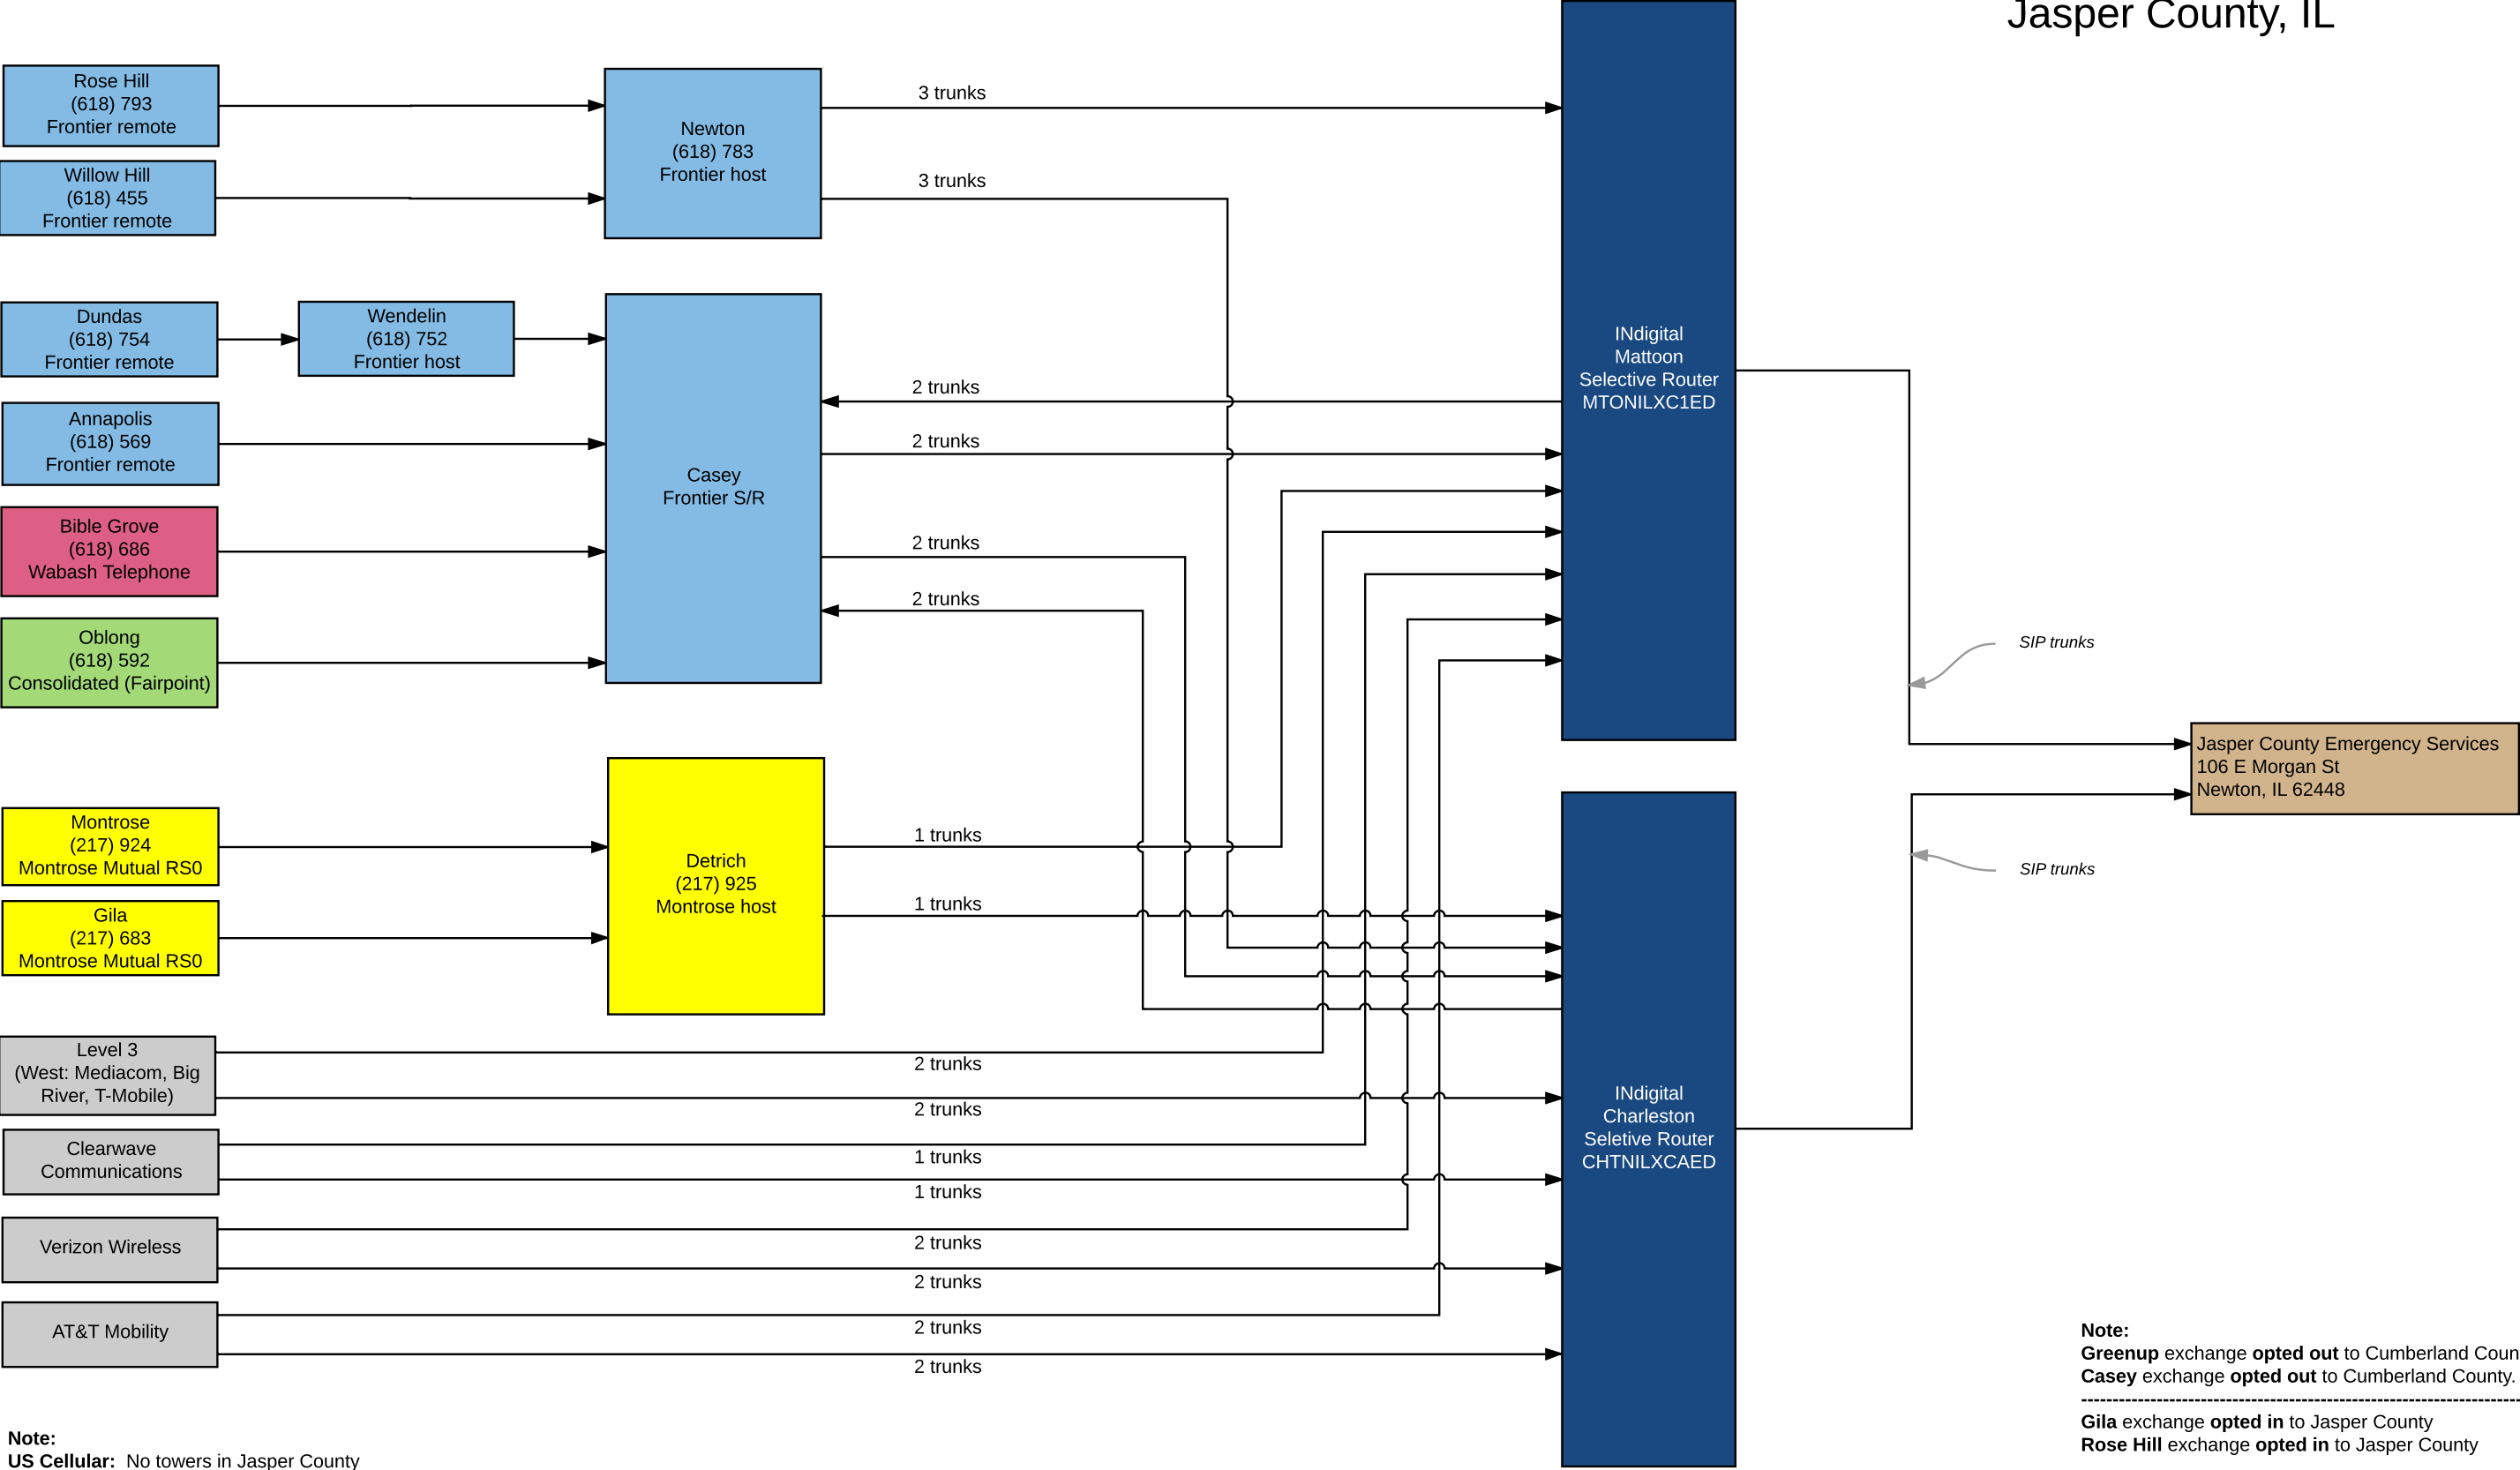 Jasper County, IL
Rose Hill
(618) 793
Frontier remote
Willow Hill
(618) 455
Frontier remote
Newton
(618) 783
Frontier host
3 trunks
3 trunks
Dundas
(618) 754
Frontier remote
Wendelin
(618) 752
Frontier host
Annapolis
(618) 569
Frontier remote
Bible Grove
(618) 686
Wabash Telephone
Oblong
(618) 592
Consolidated (Fairpoint)
Casey
Frontier S/R
2 trunks
2 trunks
2 trunks
2 trunks
INdigital
Mattoon
Selective Router
MTONILXC1ED
SIP trunks
Jasper County Emergency Services
106 E Morgan St
Newton, IL 62448
SIP trunks
Montrose
(217) 924
Montrose Mutual RS0
Gila
(217) 683
Montrose Mutual RS0
Detrich
(217) 925
Montrose host
1 trunks
1 trunks
INdigital
Charleston
Seletive Router
CHTNILXCAED
Level 3
(West: Mediacom, Big
River, T-Mobile)
2 trunks
2 trunks
Clearwave
Communications
1 trunks
1 trunks
Verizon Wireless
2 trunks
2 trunks
AT&T Mobility
2 trunks
2 trunks
Note:
US Cellular: No towers in Jasper County
Note:
Greenup exchange opted out to Cumberland Coun
Casey exchange opted out to Cumberland County.
Gila exchange opted in to Jasper County
Rose Hill exchange opted in to Jasper County